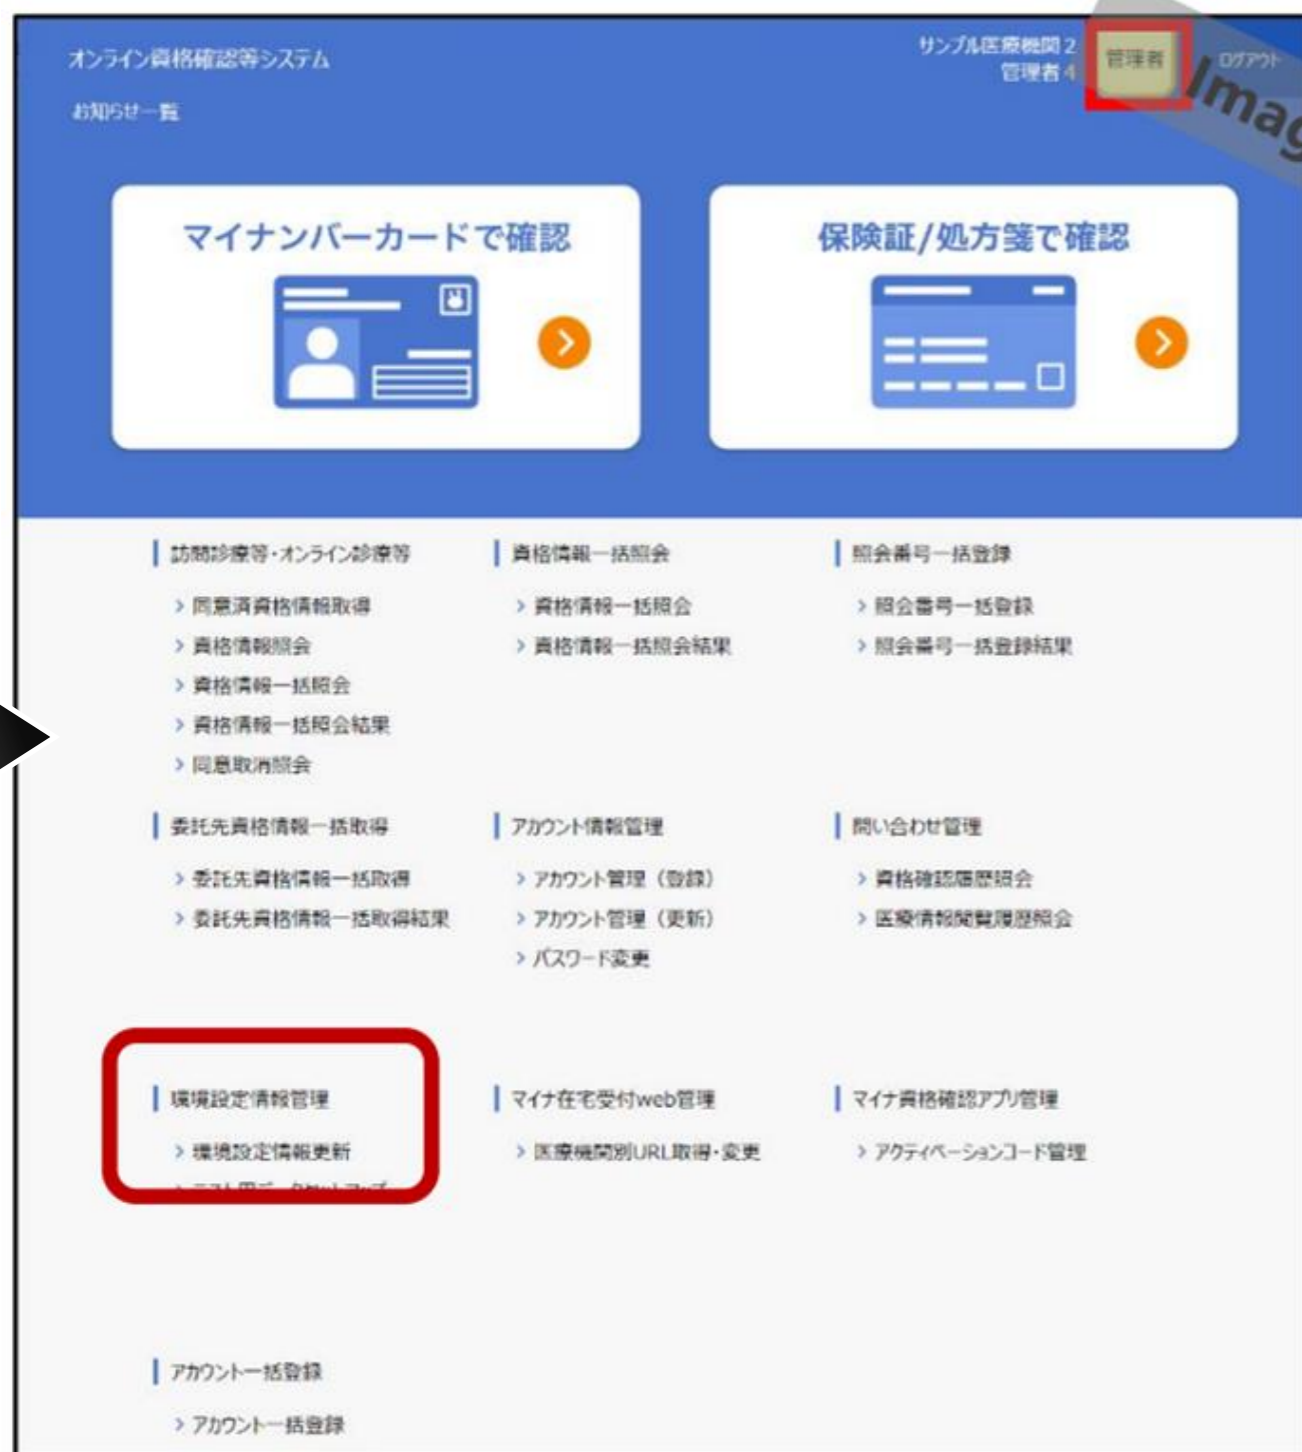 オンライン資格確認等システム
サンプル医療機関 2
管理者 4
管理者
ログアウト
お知らせ一覧
Imag
マイナンバーカードで確認
保険証/処方箋で確認
訪問診療等・オンライン診療等
> 同意済資格情報取得
> 資格情報照会
> 資格情報一括照会
> 資格情報一括照会結果
> 同意取消照会
資格情報一括照会
> 資格情報一括照会
> 資格情報一括照会結果
照会番号一括登録
> 照会番号一括登録
> 照会番号一括登録結果
委託先資格情報一括取得
> 委託先資格情報一括取得
> 委託先資格情報一括取得結果
アカウント情報管理
> アカウント管理（登録）
> アカウント管理（更新）
> パスワード変更
問い合わせ管理
> 資格確認履歴照会
> 医療情報閲覧履歴照会
環境設定情報管理
> 環境設定情報更新
マイナ在宅受付web管理
> 医療機関別URL取得・変更
マイナ資格確認アプリ管理
> アクティベーションコード管理
アカウント一括登録
> アカウント一括登録